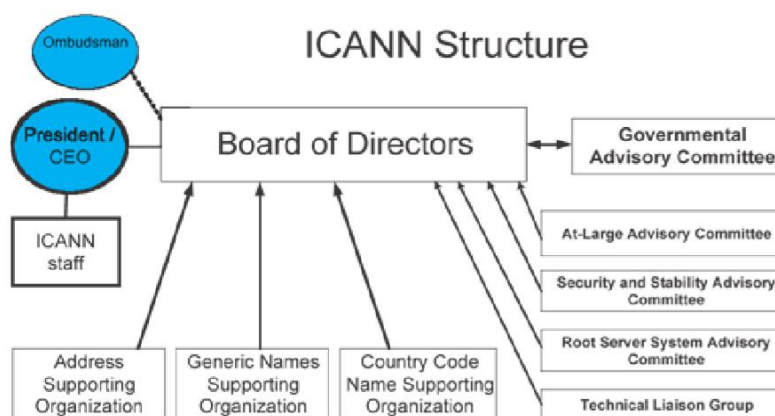 Ombudsman
ICANN Structure
President /
CEO
Board of Directors
Governmental
Advisory Committee
ICANN
staff
At-Large Advisory Committee
Security and Stability Advisory
Committee
Root Server System Advisory
Committee
Technical Liaison Group
Address
Supporting
Organization
Generic Names
Supporting
Organization
Country Code
Name Supporting
Organization